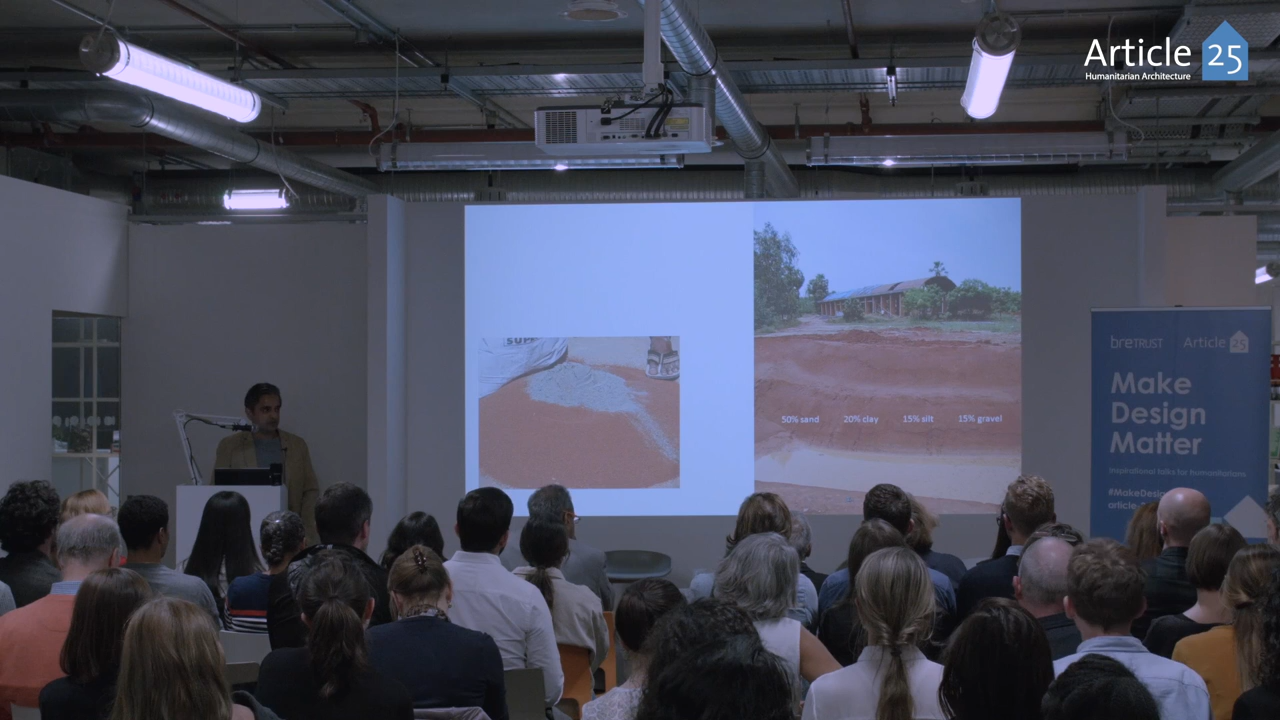 Article 25
Humanitarian Architecture
SUP
50% sand 20% clay 15% silt 15% gravel
breTRUST Article 25
Make
Design
Matter
Inspirational talks for humanitarians
#MakeDesig
article-